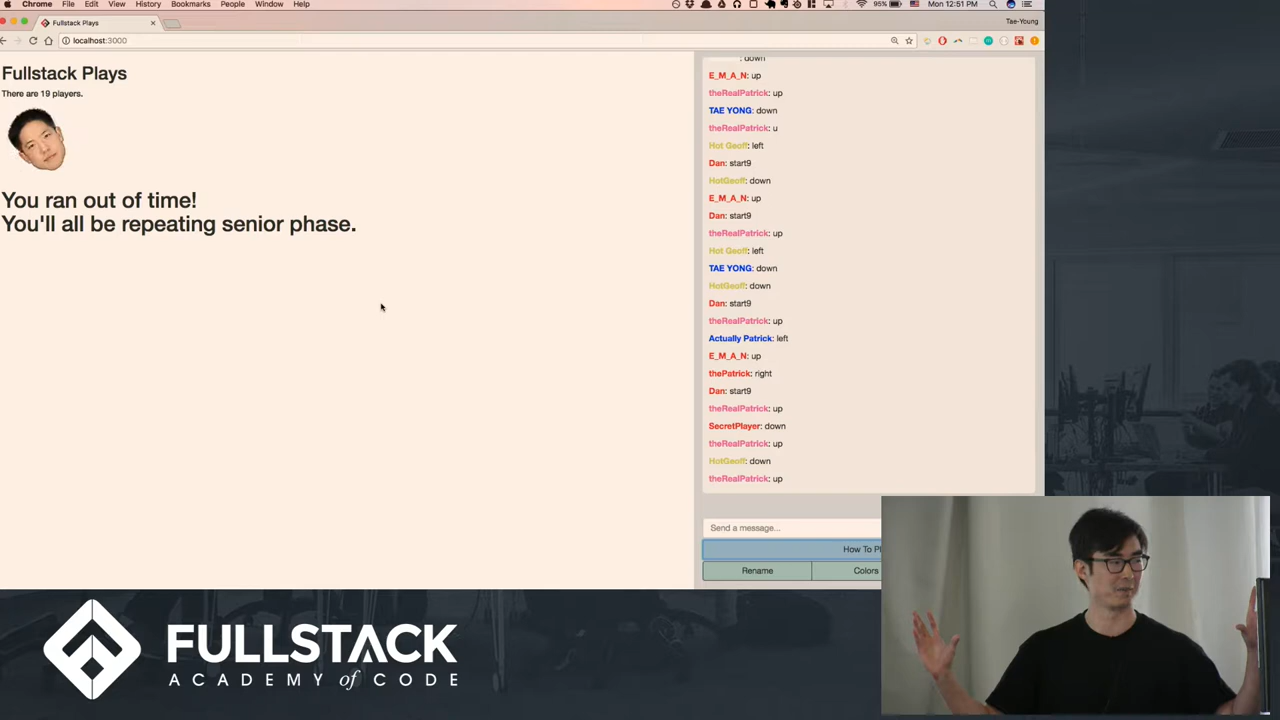 Chrome File Edit View History Bookmarks People Window Help
95% Mon 12:51 PM
Fullstack Plays
Tae-Young
localhost:3000
Fullstack Plays
There are 19 players.
You ran out of time!
You'll all be repeating senior phase.
: down
E_M_A_N: up
theRealPatrick: up
TAE YONG: down
theRealPatrick: u
Hot Geoff: left
Dan: start9
HotGeoff: down
E_M_A_N: up
Dan: start9
theRealPatrick: up
Hot Geoff: left
TAE YONG: down
HotGeoff: down
Dan: start9
theRealPatrick: up
Actually Patrick: left
E_M_A_N: up
thePatrick: right
Dan: start9
theRealPatrick: up
SecretPlayer: down
theRealPatrick: up
HotGeoff: down
theRealPatrick: up
Send a message...
How To Pl
Rename Colors
FULLSTACK
ACADEMY of CODE